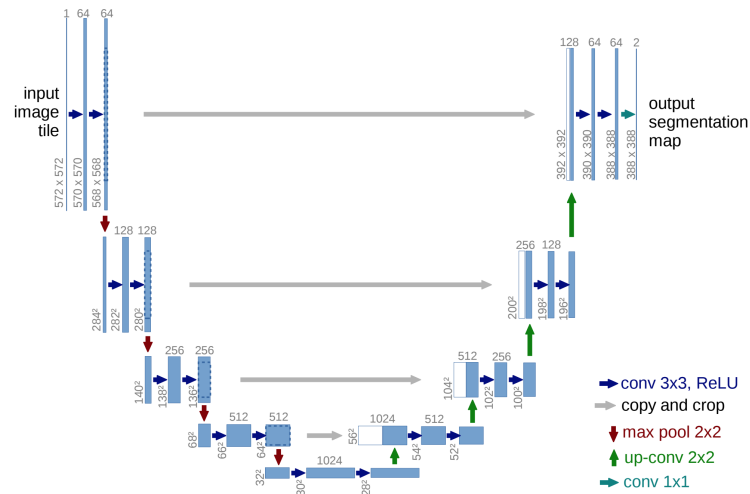 1
64
64
input
image
tile
572 x 572
570 x 570
568 x 568
128
64
64
2
output
segmentation
map
392 x 392
390 x 390
388 x 388
388 x 388
128
128
284²
282²
280²
256
128
200²
198²
196²
256
256
140²
138²
136²
512
256
104²
102²
100²
512
512
68²
66²
64²
1024
512
56²
54²
52²
1024
32²
30²
28²
conv 3x3, ReLU
copy and crop
max pool 2x2
up-conv 2x2
conv 1x1